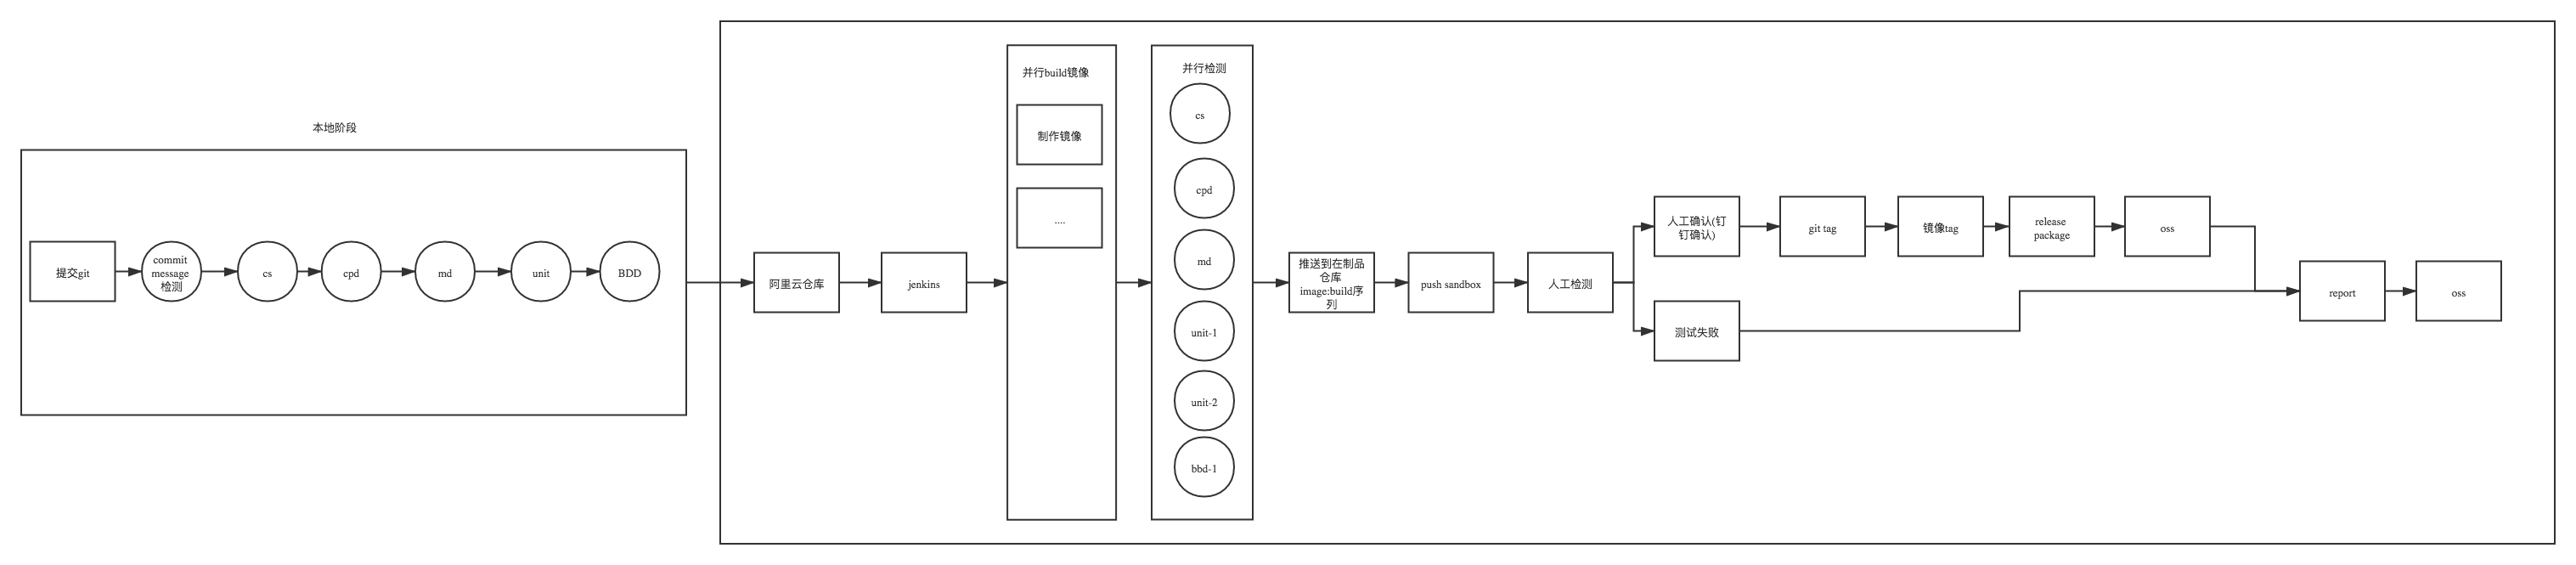 本地阶段
提交git
commit
message
检测
cs
cpd
md
unit
BDD
阿里云仓库
jenkins
并行build镜像
制作镜像
....
并行检测
cs
cpd
md
unit-1
unit-2
bbd-1
推送到在制品
仓库
image:build序
列
push sandbox
人工检测
人工确认(钉
钉确认)
git tag
镜像tag
release
package
oss
测试失败
report
oss